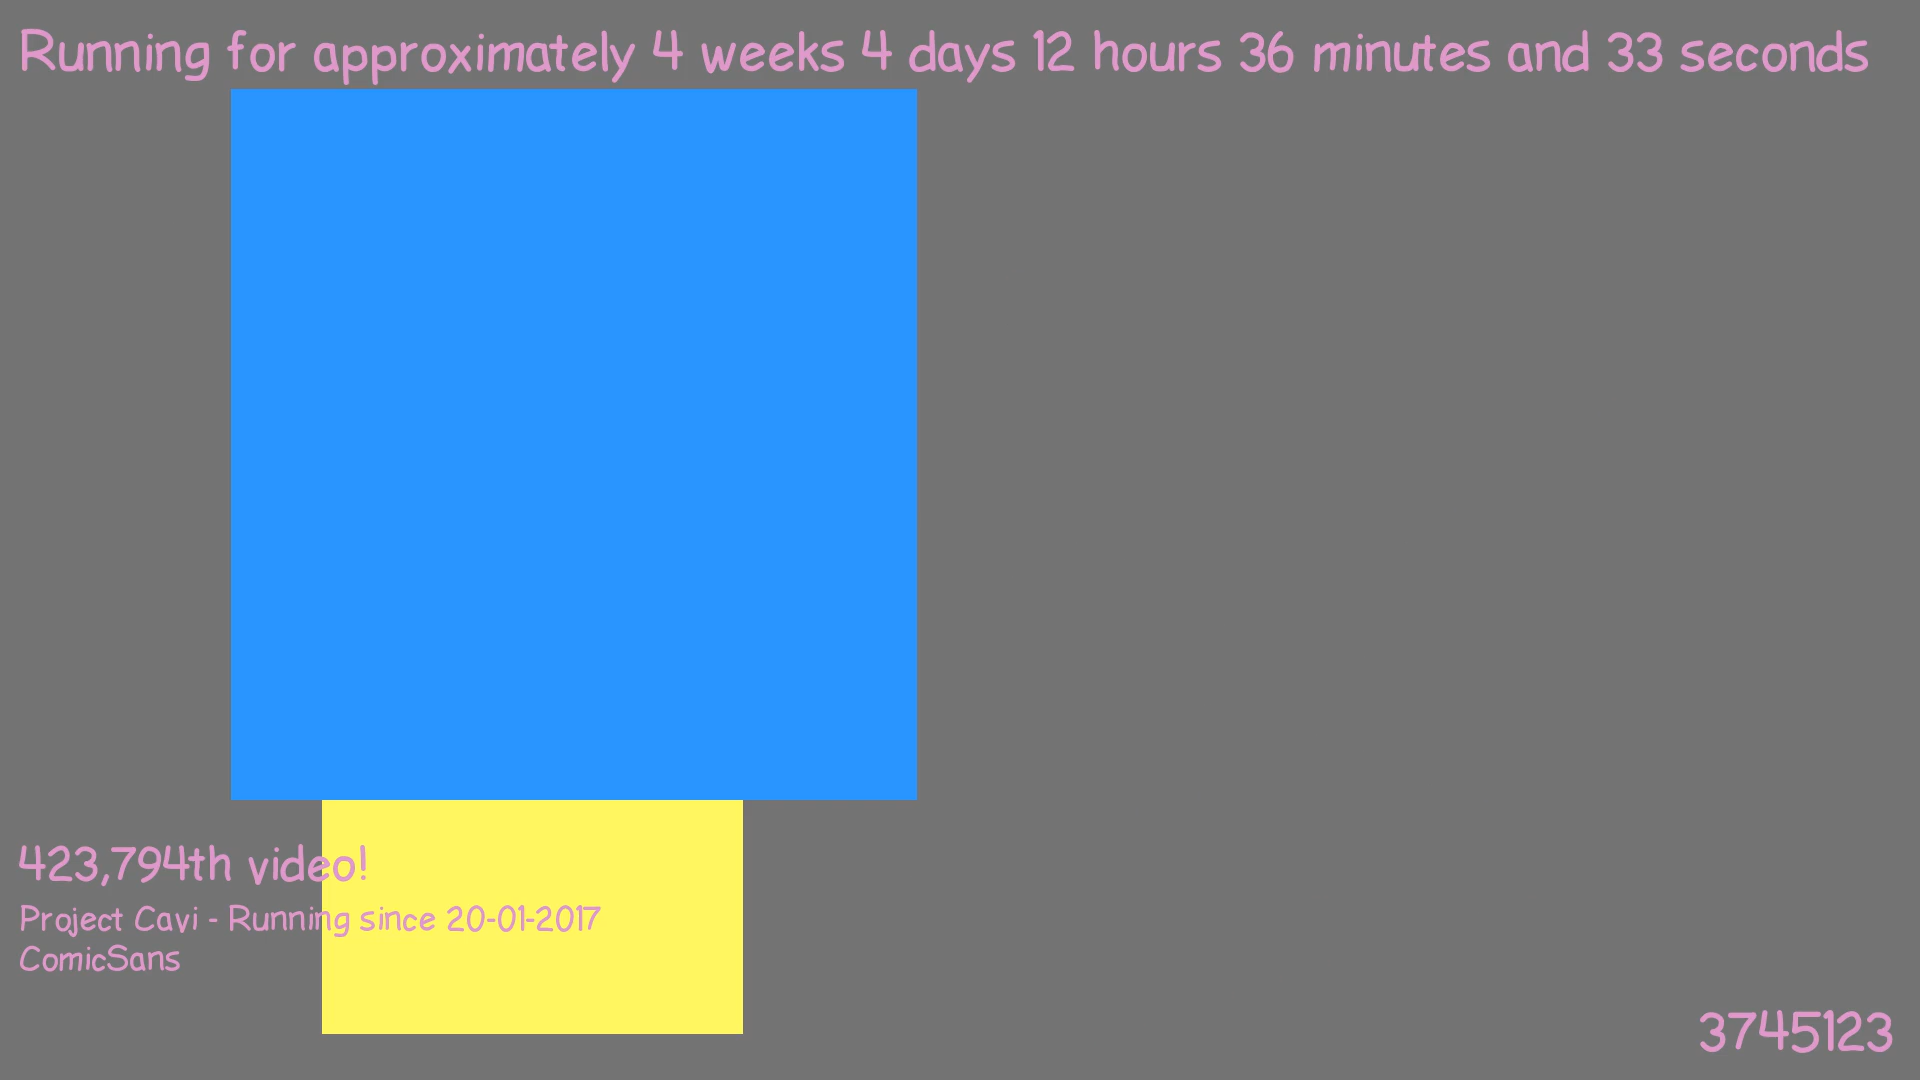 Running for approximately 4 weeks 4 days 12 hours 36 minutes and 33 seconds
423,794th video!
Project Cavi - Running since 20-01-2017
ComicSans
3745123